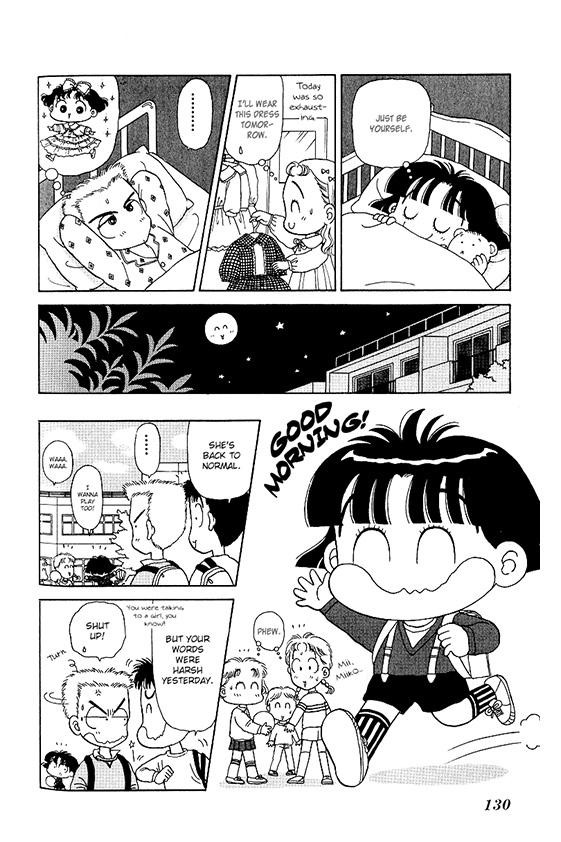 JUST BE
YOURSELF.
Today
was so
exhaust-
ing
I'LL WEAR
THIS DRESS
TOMOR-
ROW.
........
GOOD
MORNING!
SHE'S
BACK TO
NORMAL.
.....
I
WANNA
PLAY
TOO!
WAAA,
WAAA.
Mii,
Miiko...
PHEW.
You were talking
to a girl, you
know!
BUT YOUR
WORDS
WERE
HARSH
YESTERDAY.
SHUT
UP!
Turn
130